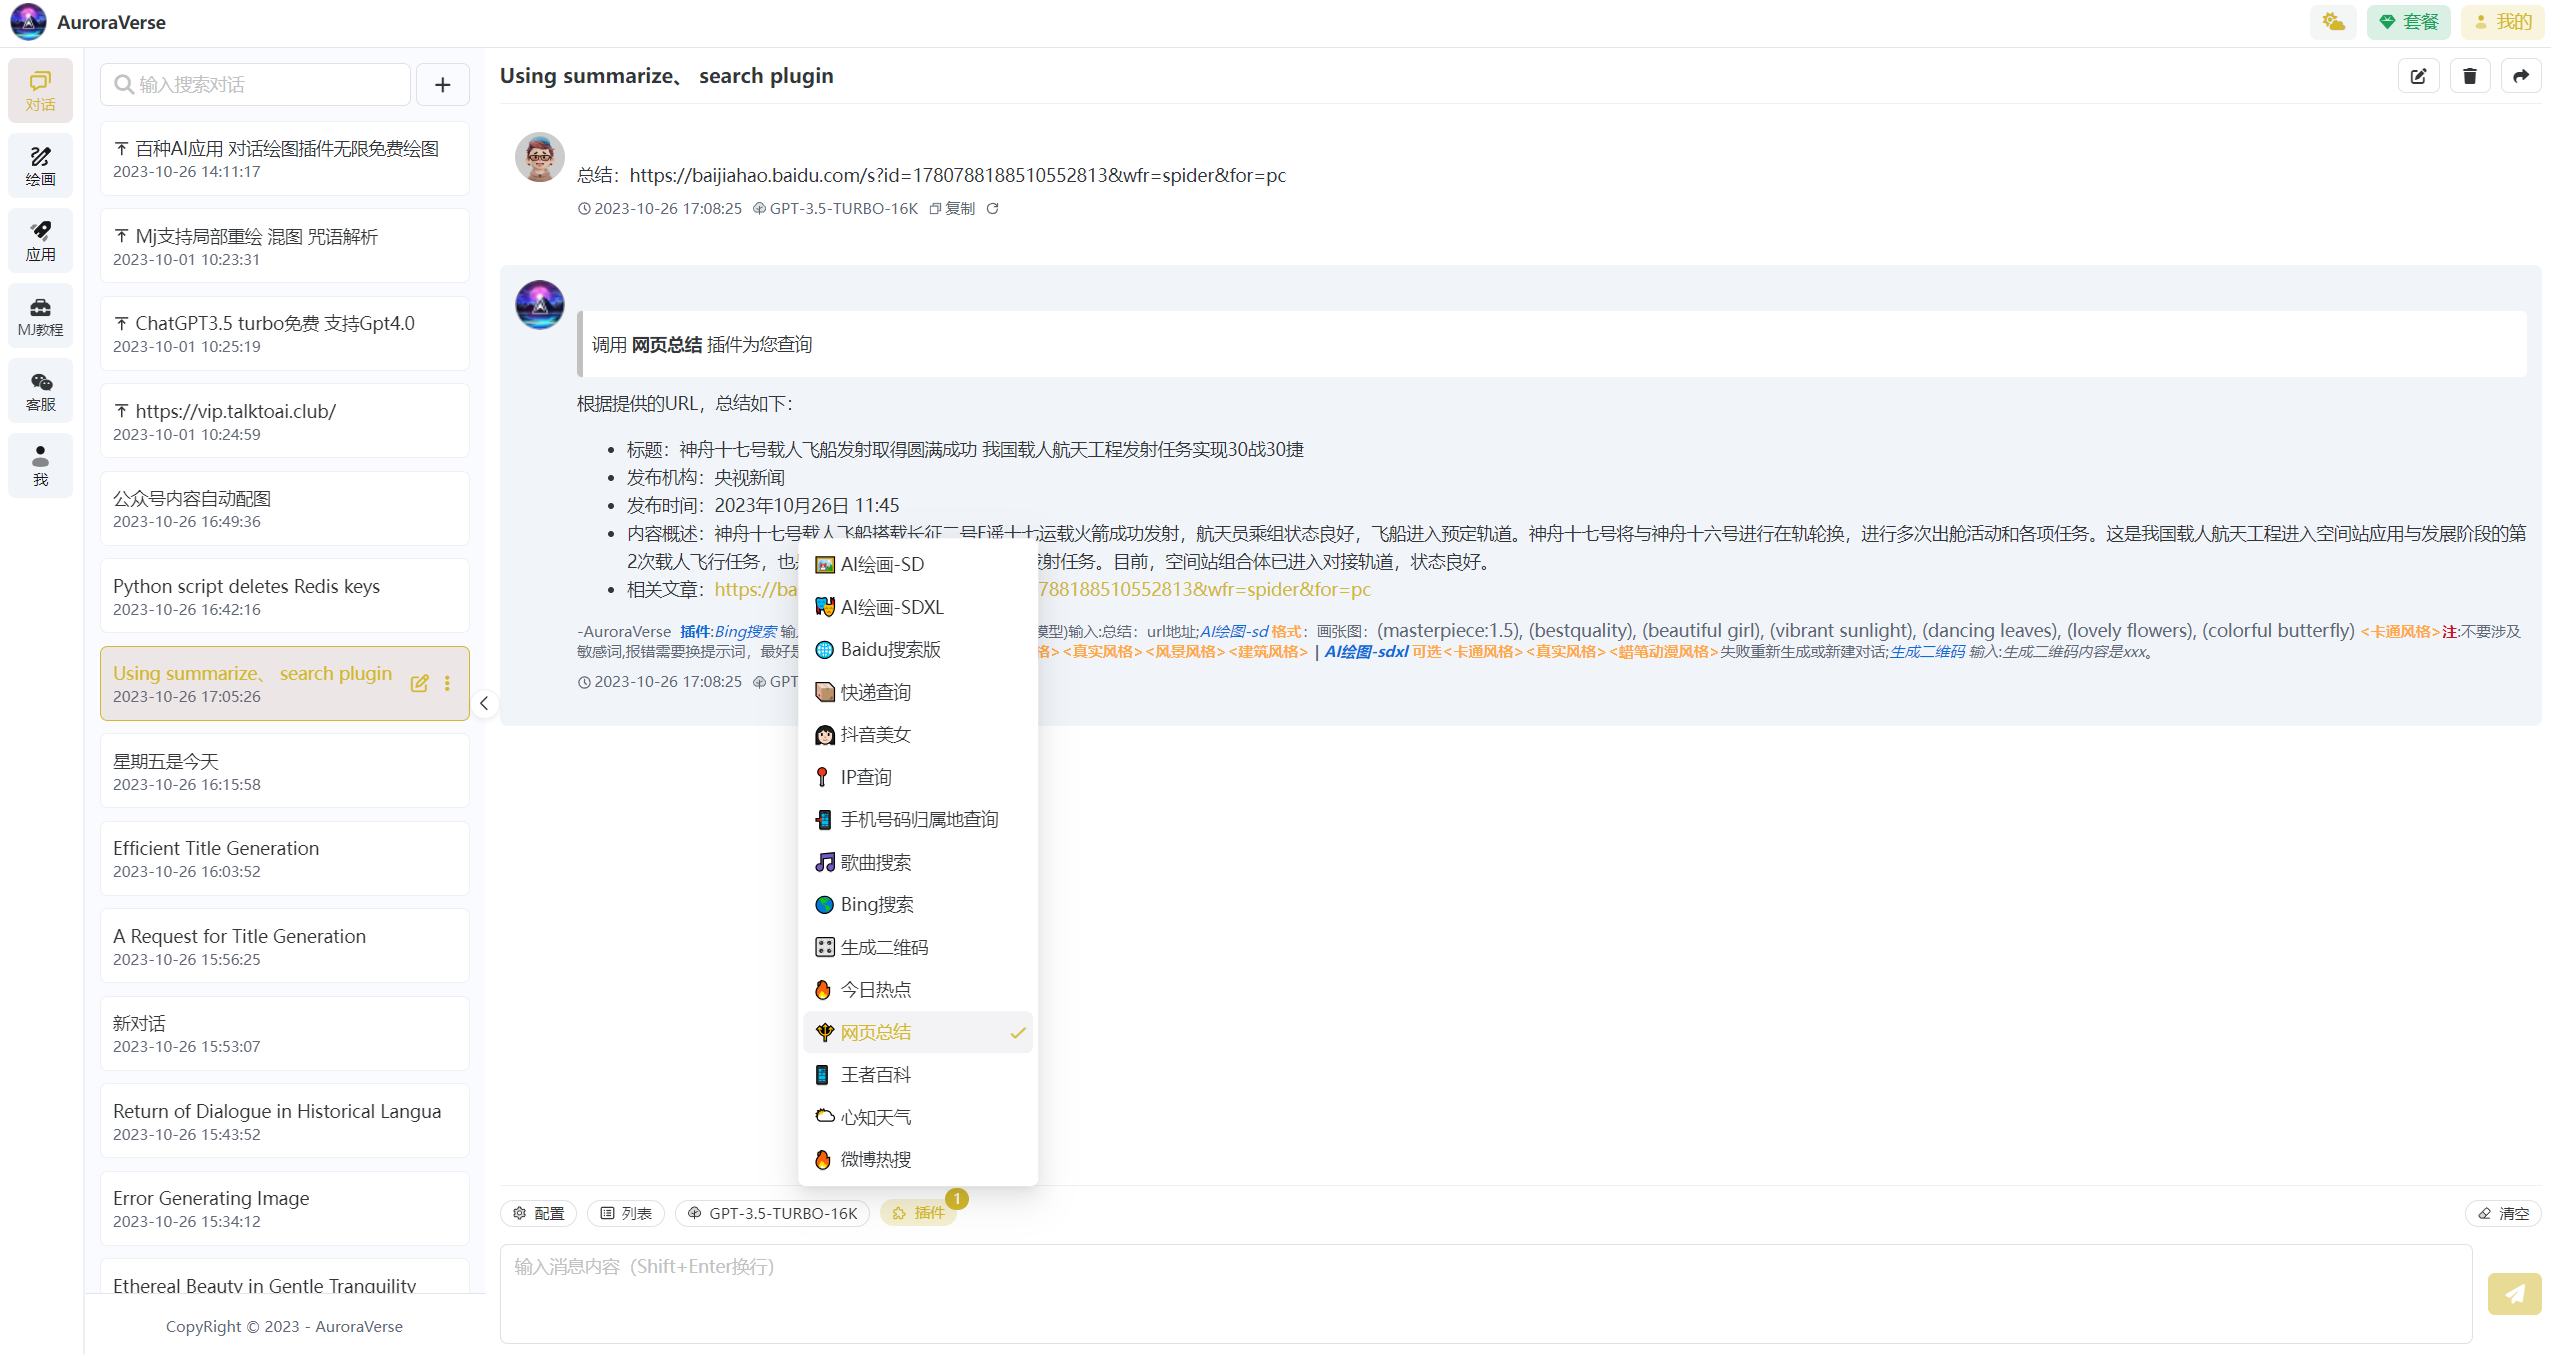 AuroraVerse
套餐
我的
对话
绘画
应用
MJ教程
客服
我
输入搜索对话
百种AI应用 对话绘图插件无限免费绘图
2023-10-26 14:11:17
Mj支持局部重绘 混图 咒语解析
2023-10-01 10:23:31
ChatGPT3.5 turbo免费 支持Gpt4.0
2023-10-01 10:25:19
https://vip.talktoai.club/
2023-10-01 10:24:59
公众号内容自动配图
2023-10-26 16:49:36
Python script deletes Redis keys
2023-10-26 16:42:16
Using summarize、 search plugin
2023-10-26 17:05:26
星期五是今天
2023-10-26 16:15:58
Efficient Title Generation
2023-10-26 16:03:52
A Request for Title Generation
2023-10-26 15:56:25
新对话
2023-10-26 15:53:07
Return of Dialogue in Historical Langua
2023-10-26 15:43:52
Error Generating Image
2023-10-26 15:34:12
Ethereal Beauty in Gentle Tranquility
CopyRight © 2023 - AuroraVerse
Using summarize、 search plugin
总结：https://baijiahao.baidu.com/s?id=1780788188510552813&wfr=spider&for=pc
2023-10-26 17:08:25 GPT-3.5-TURBO-16K 复制
调用 网页总结 插件为您查询
根据提供的URL，总结如下：
• 标题：神舟十七号载人飞船发射取得圆满成功 我国载人航天工程发射任务实现30战30捷
• 发布机构：央视新闻
• 发布时间：2023年10月26日 11:45
• 内容概述：神舟十七号载人飞船搭载长征二号F遥十七运载火箭成功发射，航天员乘组状态良好，飞船进入预定轨道。神舟十七号将与神舟十六号进行在轨轮换，进行多次出舱活动和各项任务。这是我国载人航天工程进入空间站应用与发展阶段的第
2次载人飞行任务，也 射任务。目前，空间站组合体已进入对接轨道，状态良好。
• 相关文章：https://ba 788188510552813&wfr=spider&for=pc
-AuroraVerse 插件:Bing搜索 输 模型)输入:总结：url地址;AI绘图-sd 格式：画张图：(masterpiece:1.5), (bestquality), (beautiful girl), (vibrant sunlight), (dancing leaves), (lovely flowers), (colorful butterfly) <卡通风格>注:不要涉及
敏感词,报错需要换提示词，最好是 格><真实风格><风景风格><建筑风格> | AI绘图-sdxl 可选<卡通风格><真实风格><蜡笔动漫风格>失败重新生成或新建对话;生成二维码 输入:生成二维码内容是xxx。
2023-10-26 17:08:25 GPT
AI绘画-SD
AI绘画-SDXL
Baidu搜索版
快递查询
抖音美女
IP查询
手机号码归属地查询
歌曲搜索
Bing搜索
生成二维码
今日热点
网页总结
王者百科
心知天气
微博热搜
配置
列表
GPT-3.5-TURBO-16K
插件
1
清空
输入消息内容（Shift+Enter换行）